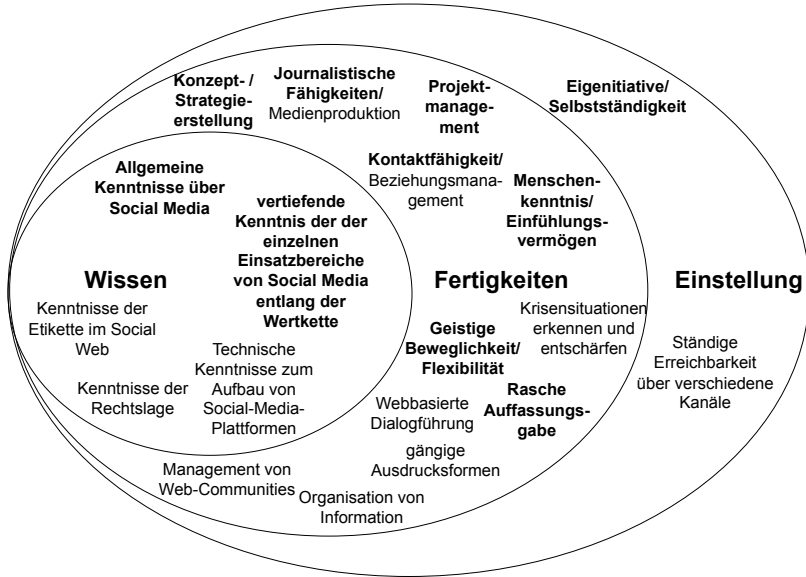 Konzept- /
Strategie-
erstellung
Journalistische
Fähigkeiten/
Medienproduktion
Projekt-
manage-
ment
Eigenitiative/
Selbstständigkeit
Allgemeine
Kenntnisse über
Social Media
vertiefende
Kenntnis der der
einzelnen
Einsatzbereiche
von Social Media
entlang der
Wertkette
Kontaktfähigkeit/
Beziehungsmana-
gement
Menschen-
kenntnis/
Einfühlungs-
vermögen
Wissen
Fertigkeiten
Einstellung
Kenntnisse der
Etikette im Social
Web
Technische
Kenntnisse zum
Aufbau von
Social-Media-
Plattformen
Kenntnisse der
Rechtslage
Geistige
Beweglichkeit/
Flexibilität
Krisensituationen
erkennen und
entschärfen
Ständige
Erreichbarkeit
über verschiedene
Kanäle
Webbasierte
Dialogführung
Rasche
Auffassungs-
gabe
gängige
Ausdrucksformen
Management von
Web-Communities
Organisation von
Information